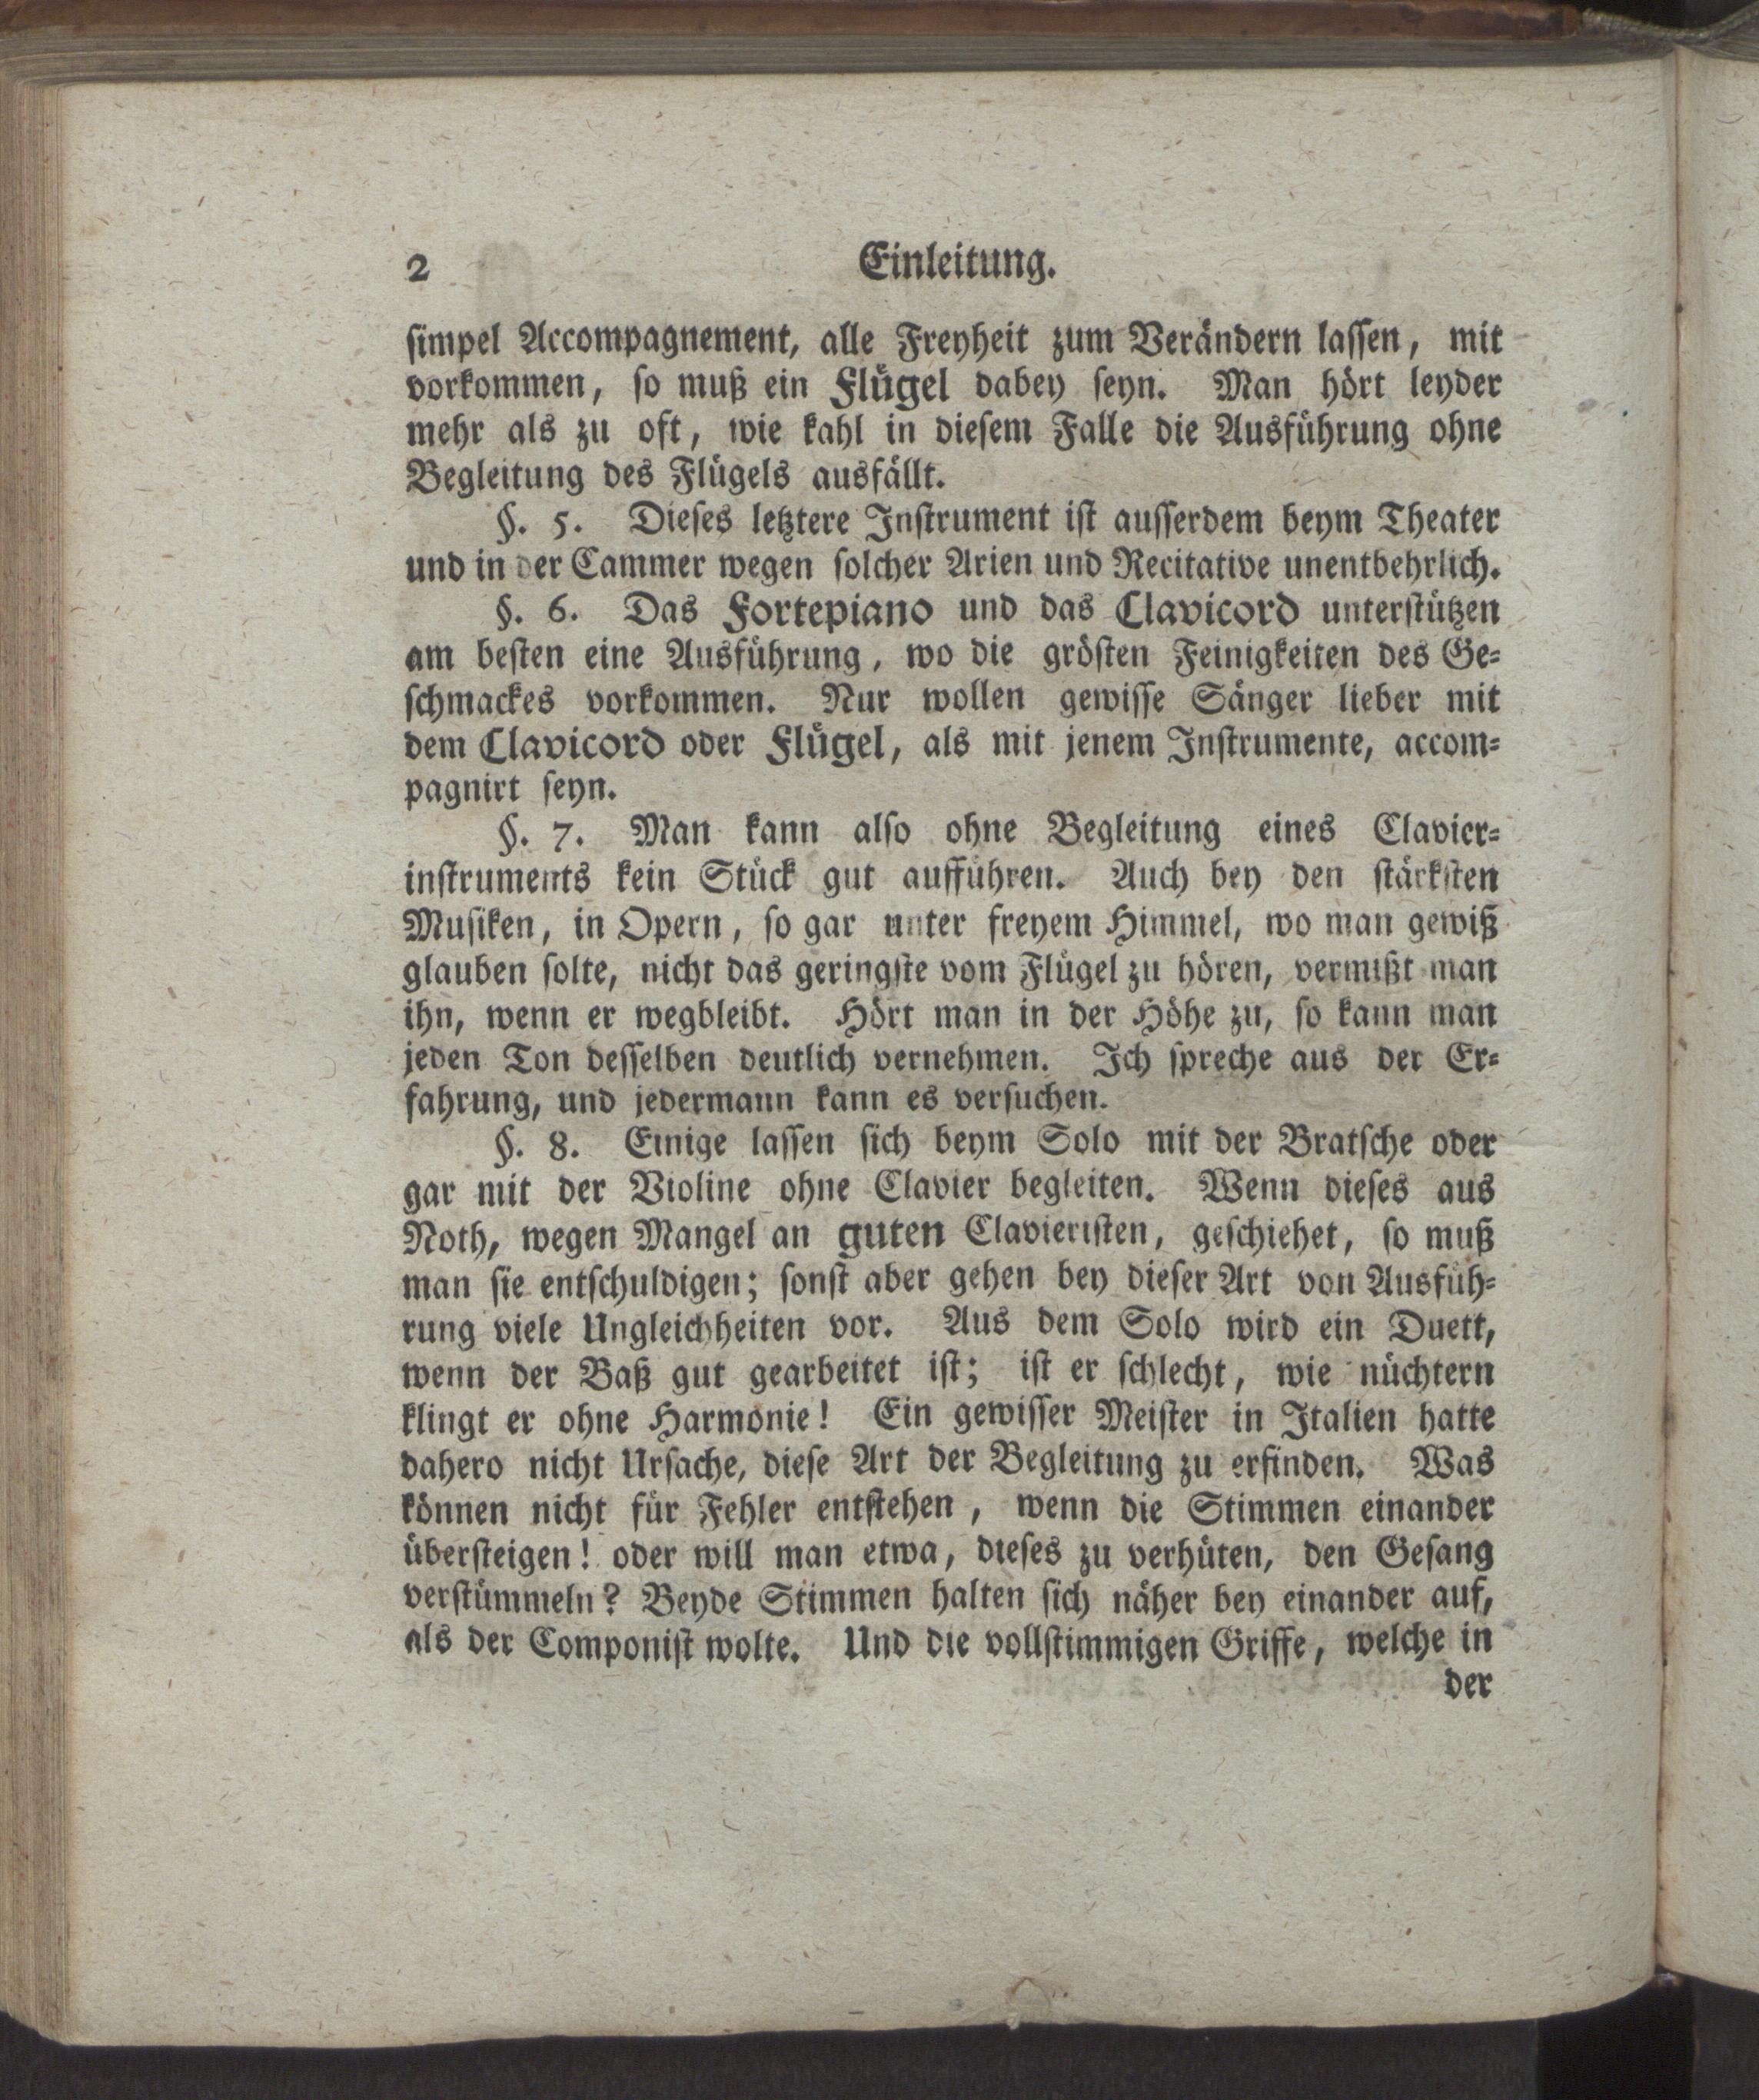 2 Einleitung.
simpel Accompagnement, alle Freyheit zum Verändern lassen, mit
vorkommen, so muß ein Flügel dabey seyn. Man hört leyder
mehr als zu oft, wie kahl in diesem Falle die Ausführung ohne
Begleitung des Flügels ausfällt.
§. 5. Dieses letztere Instrument ist ausserdem beym Theater
und in der Cammer wegen solcher Arien und Recitative unentbehrlich.
§. 6. Das Fortepiano und das Clavicord unterstützen
am besten eine Ausführung, wo die grösten Feinigkeiten des Ge=
schmackes vorkommen. Nur wollen gewisse Sänger lieber mit
dem Clavicord oder Flügel, als mit jenem Instrumente, accom=
pagnirt seyn.
§. 7. Man kann also ohne Begleitung eines Clavier=
instruments kein Stück gut aufführen. Auch bey den stärksten
Musiken, in Opern, so gar unter freyem Himmel, wo man gewiß
glauben solte, nicht das geringste vom Flügel zu hören, vermißt man
ihn, wenn er wegbleibt. Hört man in der Höhe zu, so kann man
jeden Ton desselben deutlich vernehmen. Ich spreche aus der Er=
fahrung, und jedermann kann es versuchen.
§. 8. Einige lassen sich beym Solo mit der Bratsche oder
gar mit der Violine ohne Clavier begleiten. Wenn dieses aus
Noth, wegen Mangel an guten Clavieristen, geschiehet, so muß
man sie entschuldigen; sonst aber gehen bey dieser Art von Ausfüh=
rung viele Ungleichheiten vor. Aus dem Solo wird ein Duett,
wenn der Baß gut gearbeitet ist; ist er schlecht, wie nüchtern
klingt er ohne Harmonie! Ein gewisser Meister in Italien hatte
dahero nicht Ursache, diese Art der Begleitung zu erfinden. Was
können nicht für Fehler entstehen, wenn die Stimmen einander
übersteigen! oder will man etwa, dieses zu verhüten, den Gesang
verstümmeln? Beyde Stimmen halten sich näher bey einander auf,
als der Componist wolte. Und die vollstimmigen Griffe, welche in
der